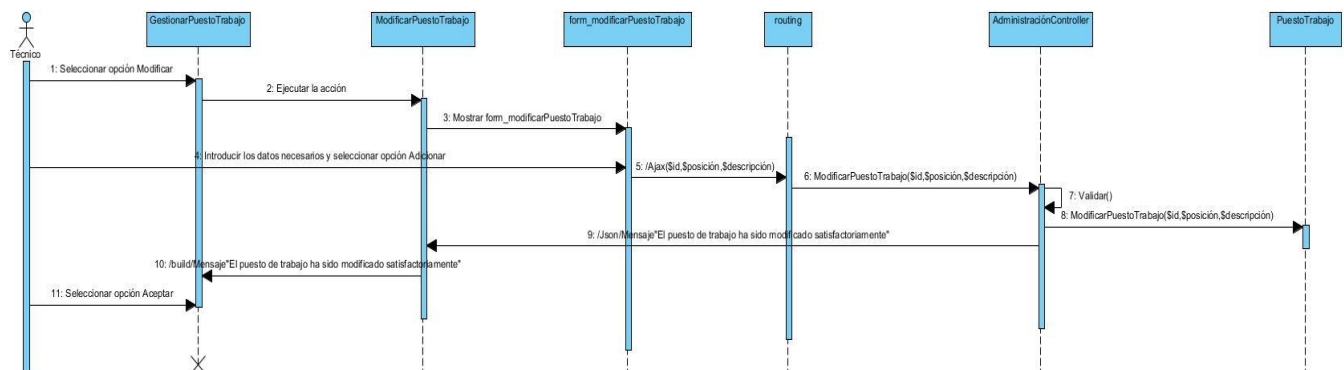 GestionarPuestoTrabajo
ModificarPuestoTrabajo
form_modificarPuestoTrabajo
routing
AdministraciónController
PuestoTrabajo
Técnico
1: Seleccionar opción Modificar
2: Ejecutar la acción
3: Mostrar form_modificarPuestoTrabajo
4: Introducir los datos necesarios y seleccionar opción Adicionar
5: /Ajax($id,$posición,$descripción)
6: ModificarPuestoTrabajo($id,$posición,$descripción)
7: Validar()
8: ModificarPuestoTrabajo($id,$posición,$descripción)
9: /Json/Mensaje"El puesto de trabajo ha sido modificado satisfactoriamente"
10: /build/Mensaje"El puesto de trabajo ha sido modificado satisfactoriamente"
11: Seleccionar opción Aceptar